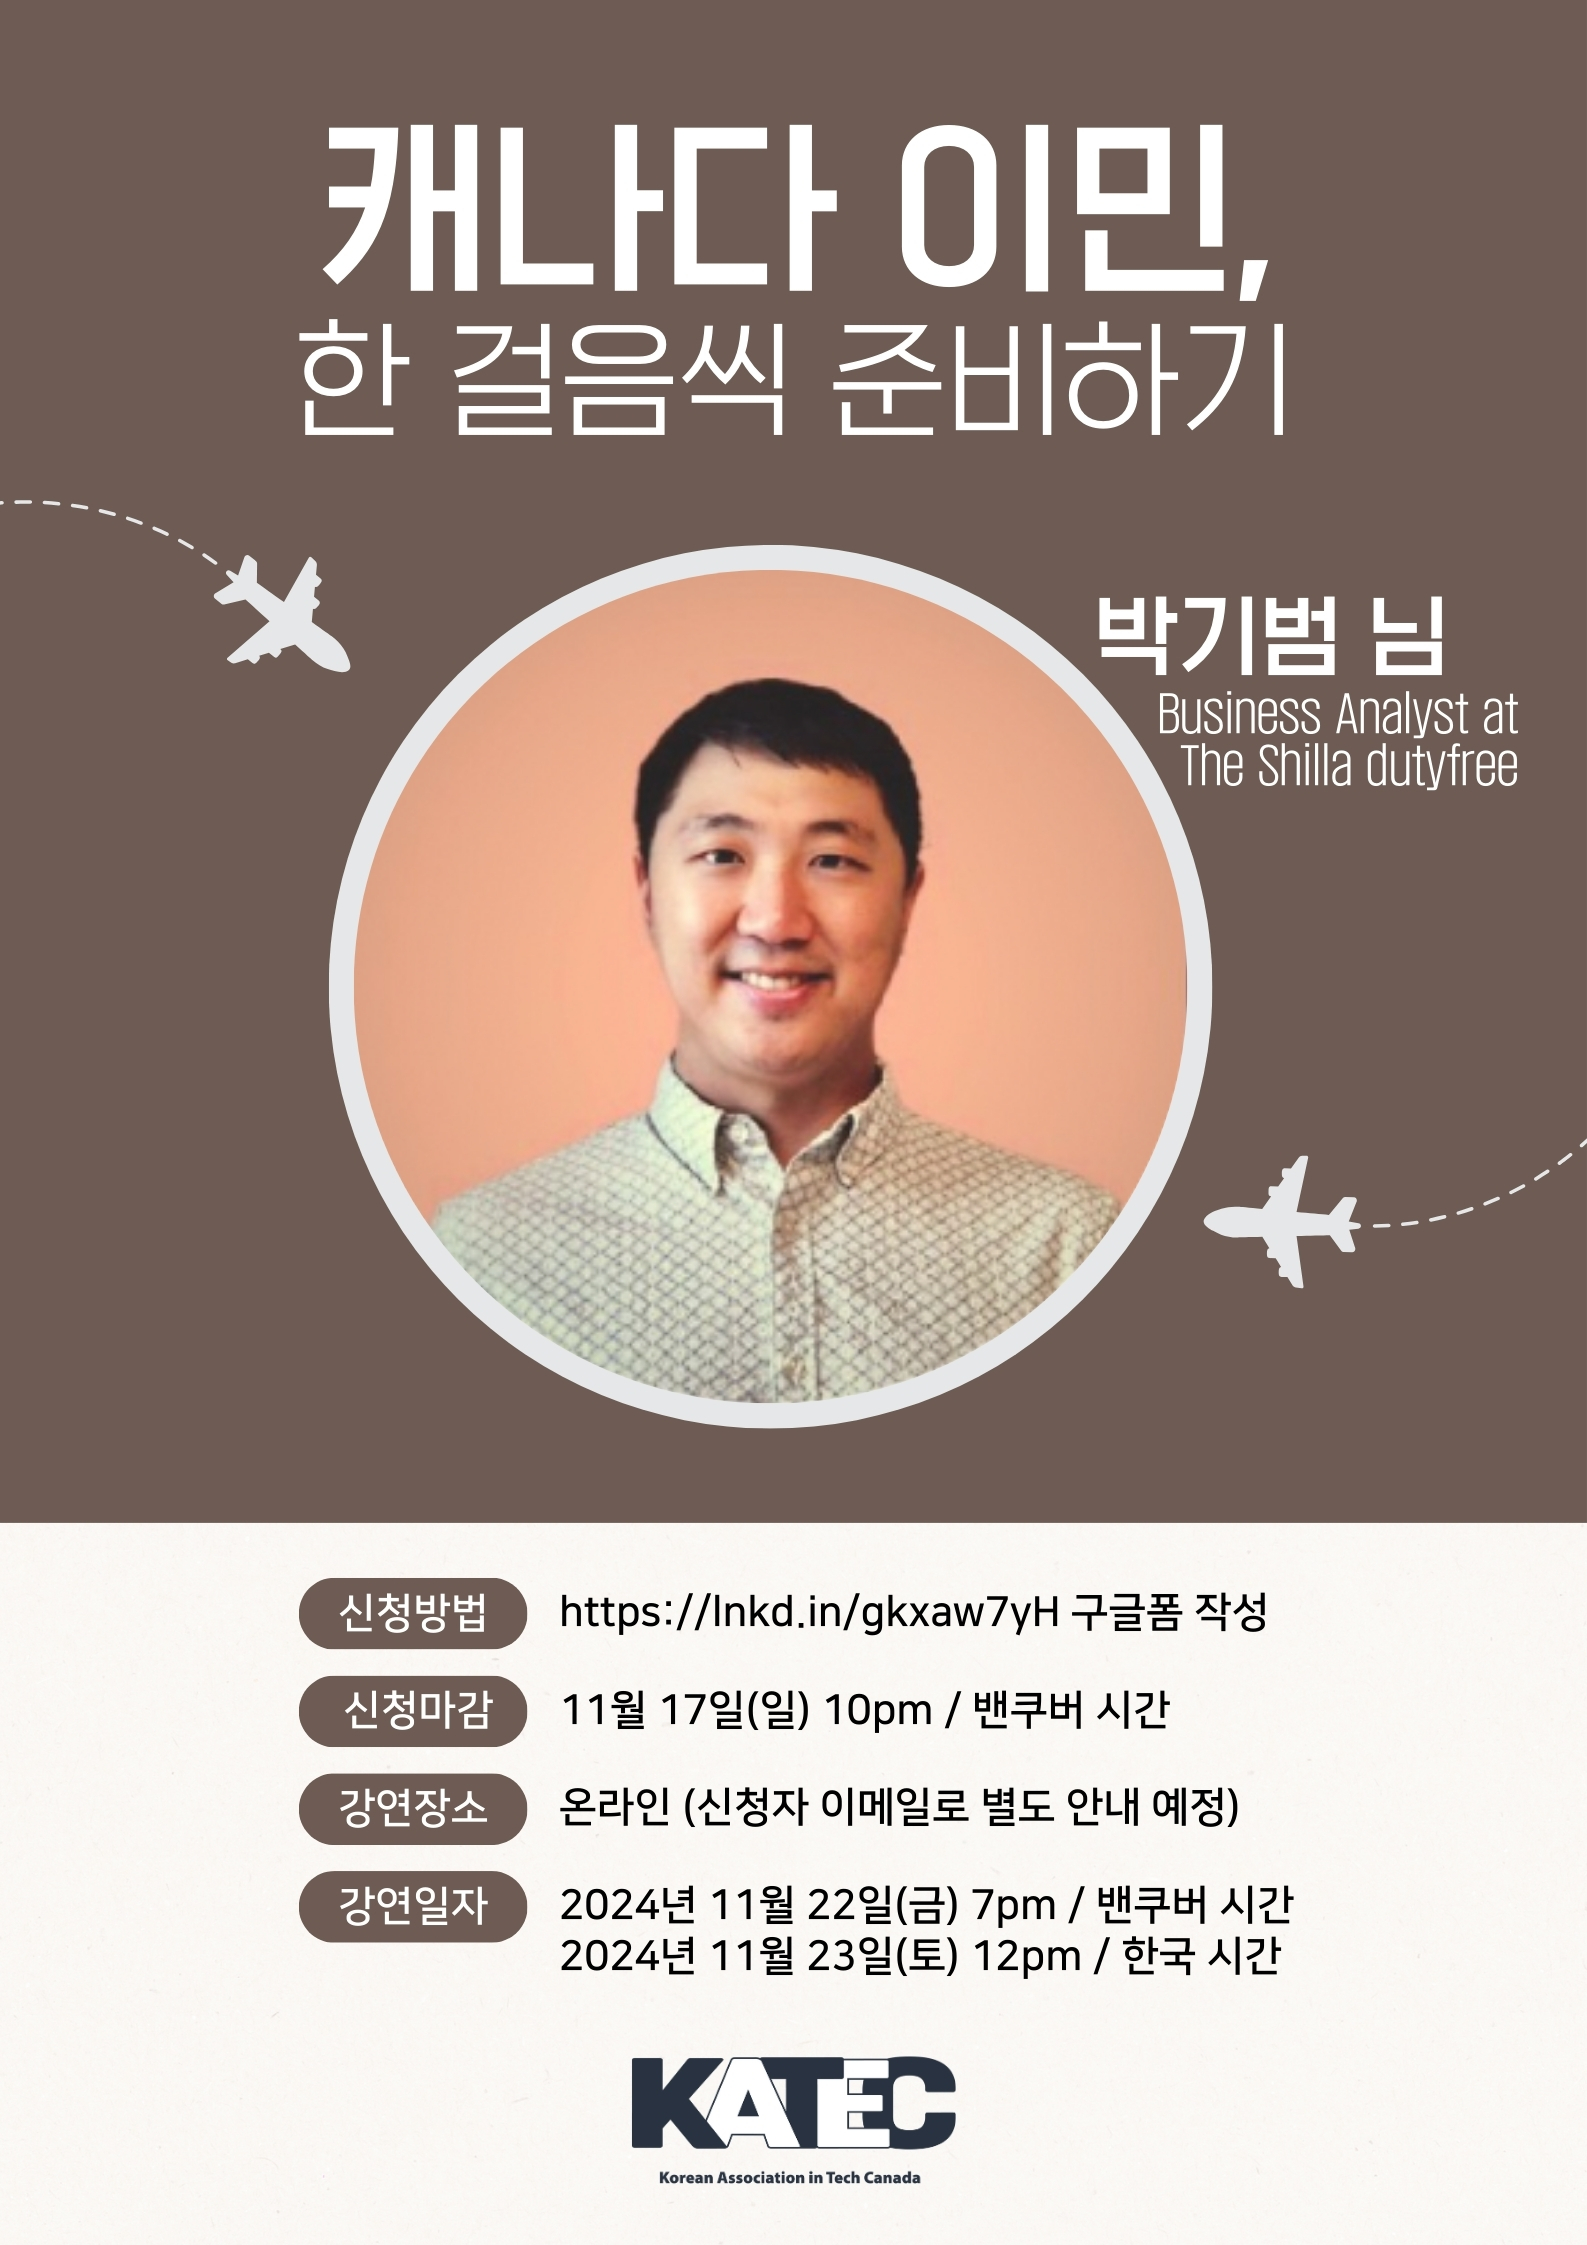 캐나다 이민,
한 걸음씩 준비하기
박기범 님
Business Analyst at
The Shilla dutyfree
신청방법 https://lnkd.in/gkxaw7yH 구글폼 작성
신청마감 11월 17일(일) 10pm / 밴쿠버 시간
강연장소 온라인 (신청자 이메일로 별도 안내 예정)
강연일자 2024년 11월 22일(금) 7pm / 밴쿠버 시간
2024년 11월 23일(토) 12pm / 한국 시간
KATEC
Korean Association in Tech Canada